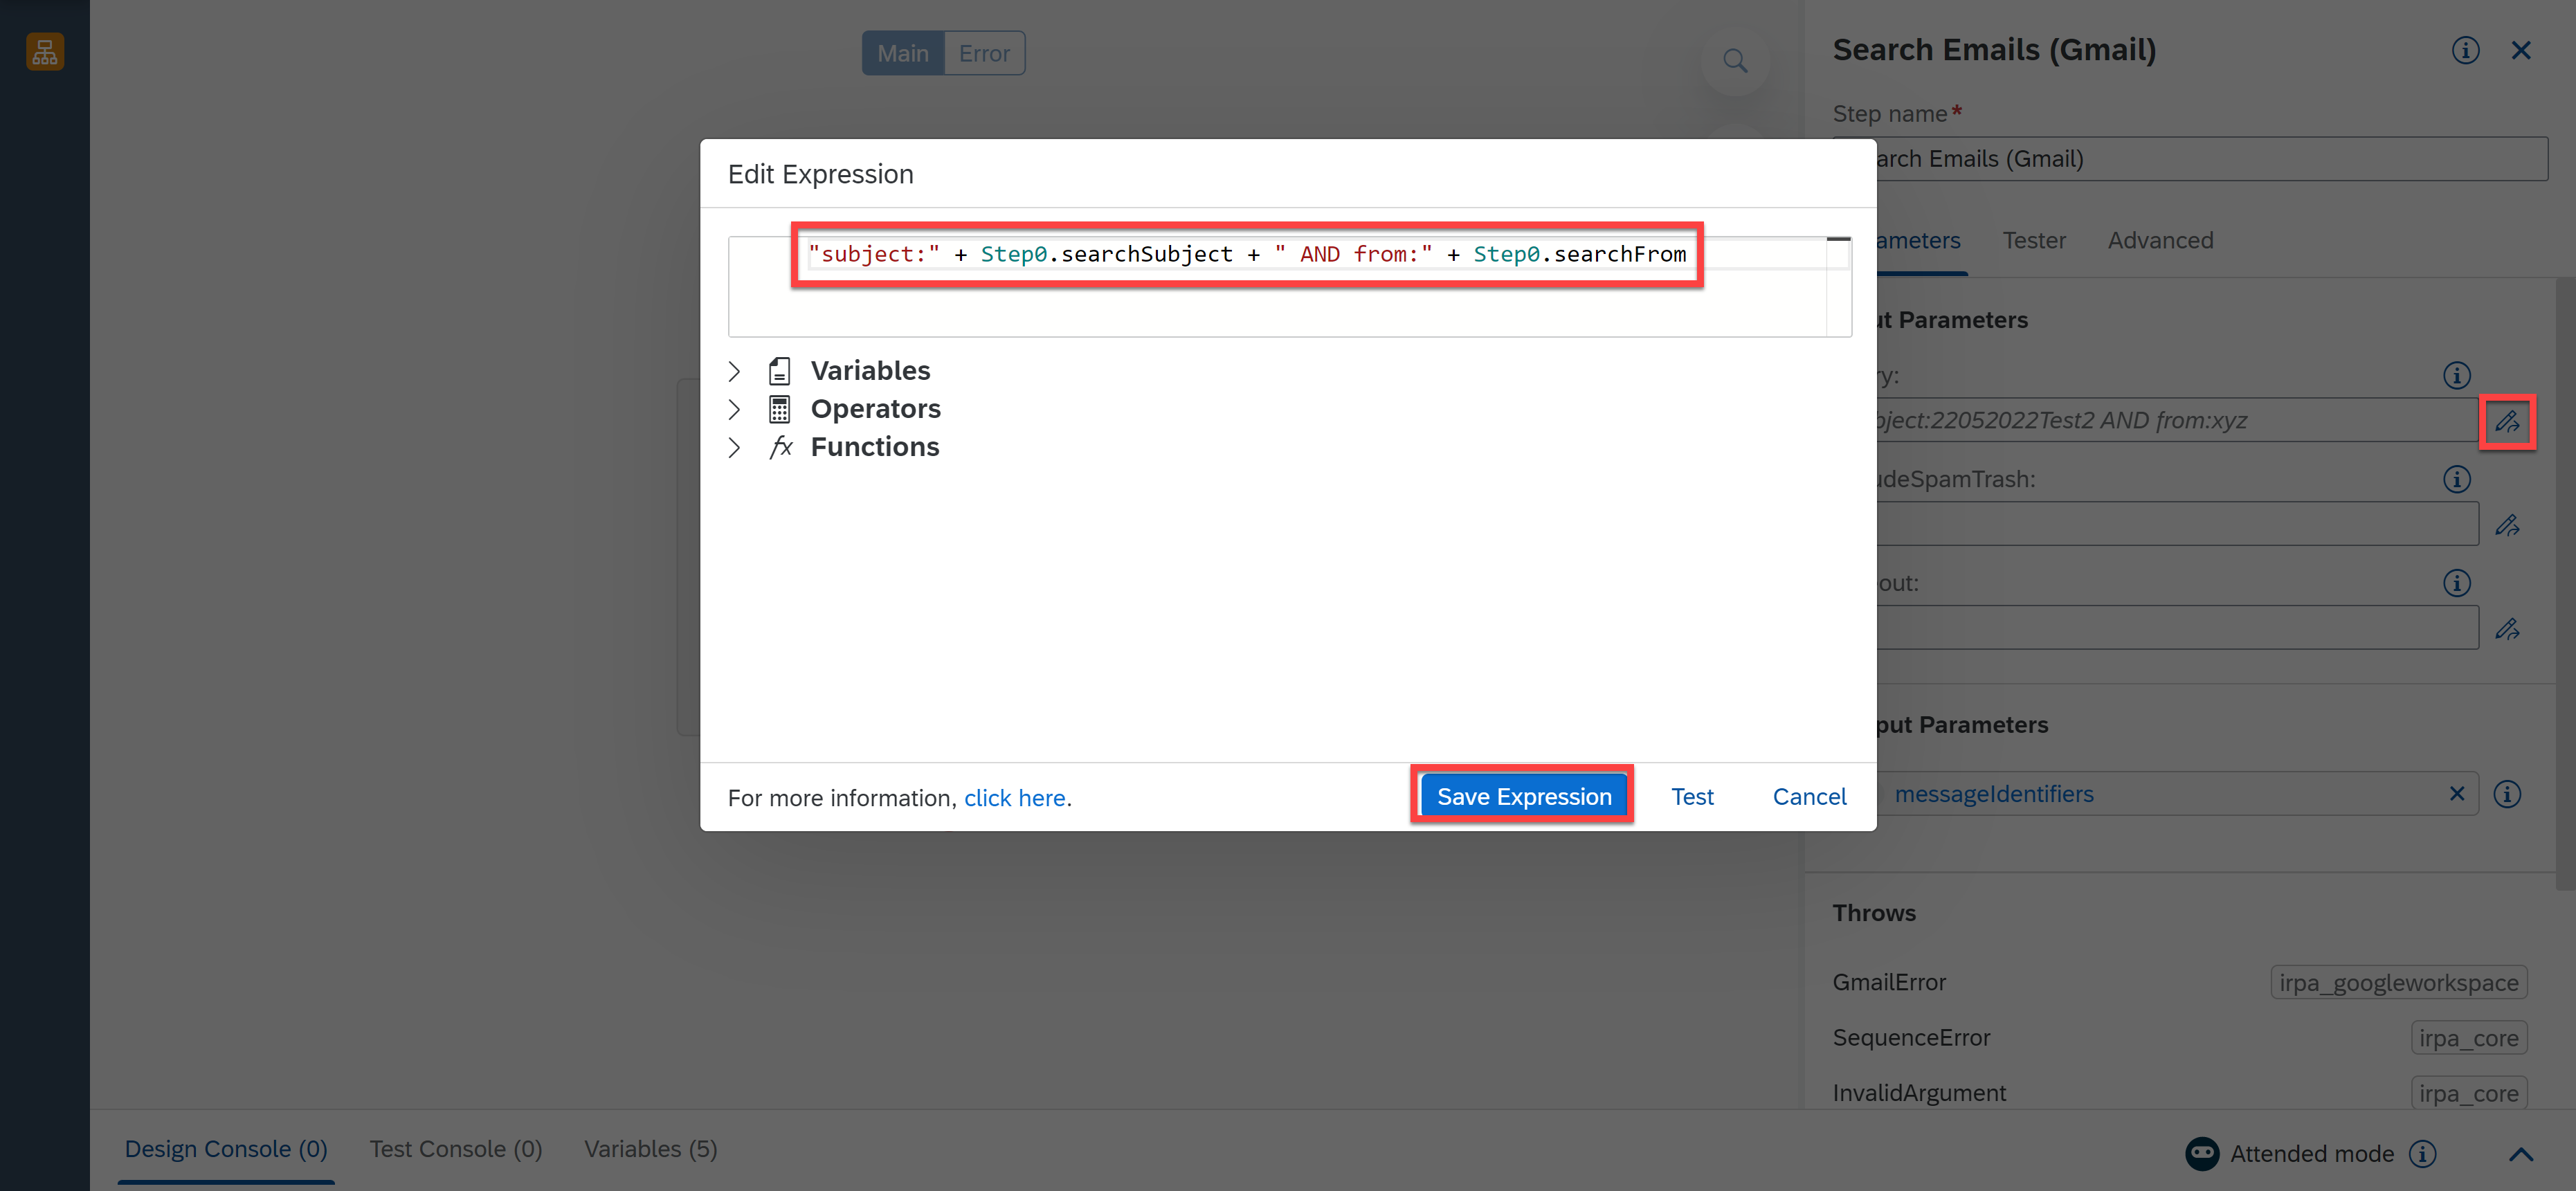 Main Error
Search Emails (Gmail)
Step name*
arch Emails (Gmail)
ameters Tester Advanced
Edit Expression
"subject:" + Step0.searchSubject + " AND from:" + Step0.searchFrom
Variables
Operators
fx Functions
For more information, click here.
Save Expression Test Cancel
ut Parameters
ry:
bject:22052022Test2 AND from:xyz
udeSpamTrash:
out:
put Parameters
messageIdentifiers
Throws
GmailError irpa_googleworkspace
SequenceError irpa_core
InvalidArgument irpa_core
Design Console (0) Test Console (0) Variables (5)
Attended mode